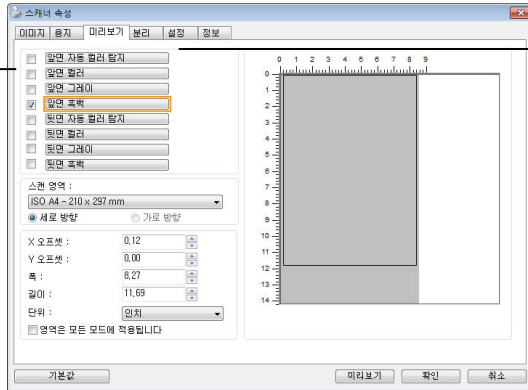 스캐너 속성
이미지 용지 미리보기 분리 설정 정보
앞면 자동 컬러 탐지
앞면 컬러
앞면 그레이
앞면 흑백
뒷면 자동 컬러 탐지
뒷면 컬러
뒷면 그레이
뒷면 흑백
스캔 영역 :
ISO A4 - 210 x 297 mm
세로 방향 가로 방향
X 오프셋 : 0,12
Y 오프셋 : 0,00
폭 : 8,27
길이 : 11,69
단위 : 인치
영역은 모든 모드에 적용됩니다
0 1 2 3 4 5 6 7 8 9
0
1
2
3
4
5
6
7
8
9
10
11
12
13
14
기본값 미리보기 확인 취소